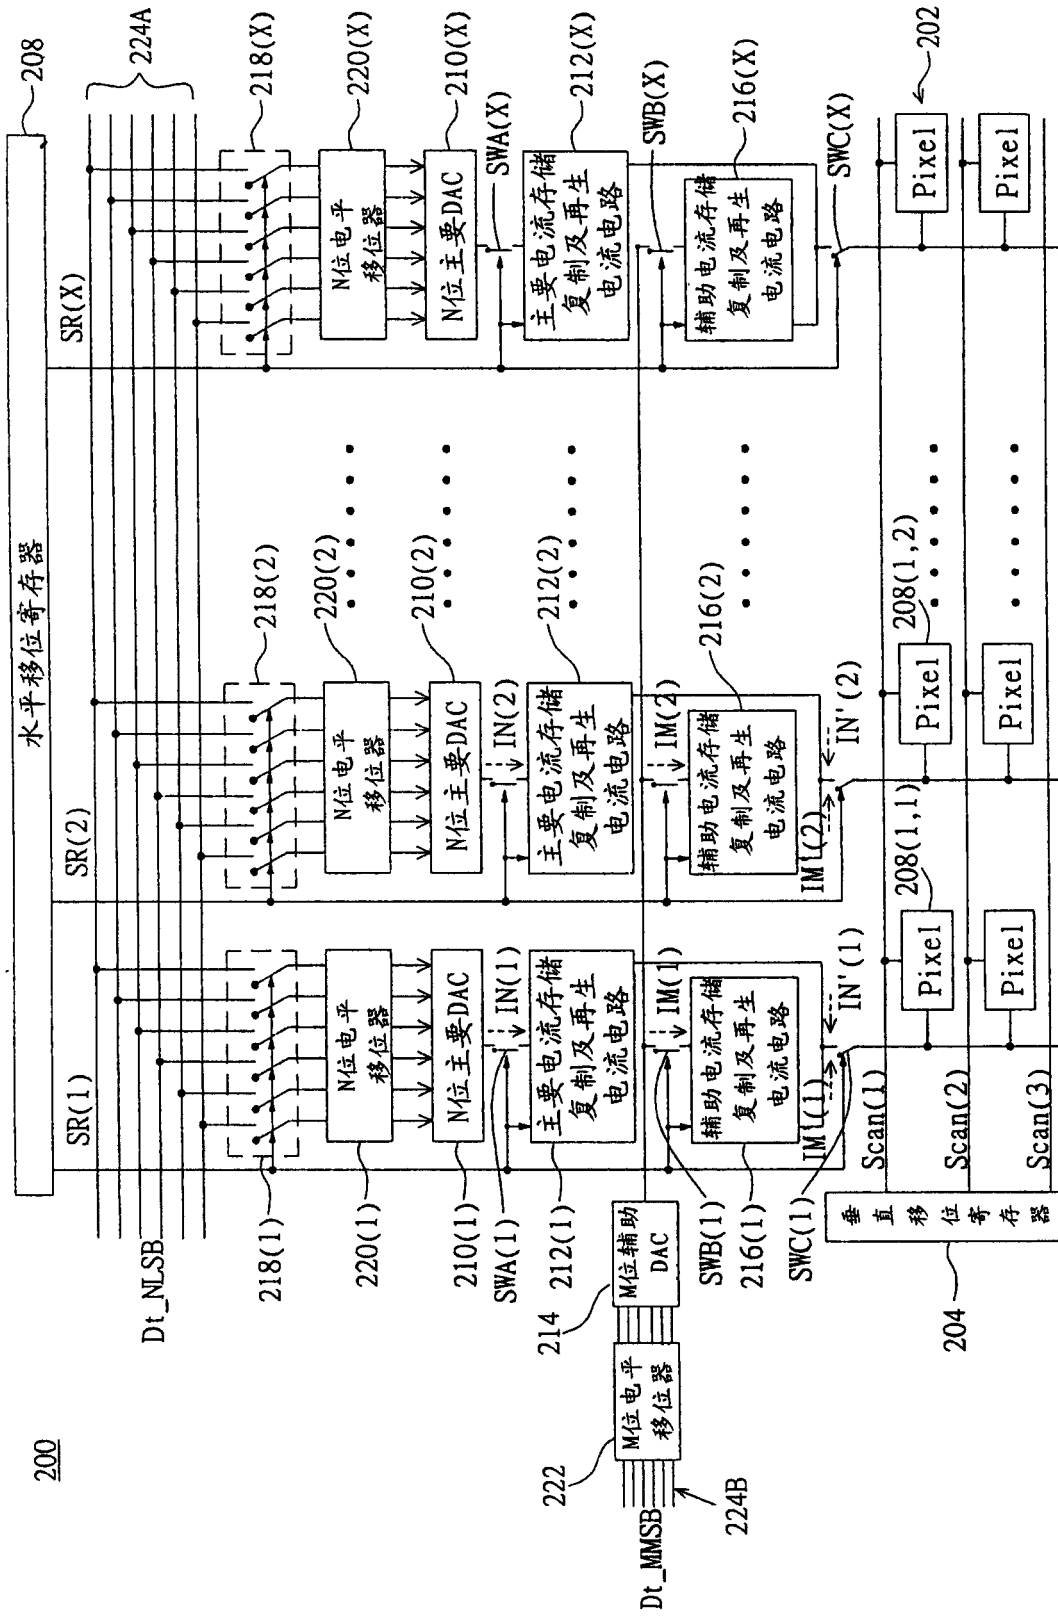 200
水平移位寄存器
208
224A
Dt_NLSB
SR(1)
SR(2)
SR(X)
218(1)
218(2)
218(X)
N位电平
移位器
220(1)
N位电平
移位器
220(2)
N位电平
移位器
220(X)
N位主要DAC
210(1)
N位主要DAC
210(2)
N位主要DAC
210(X)
SWA(1)
IN(1)
IN(2)
SWA(X)
主要电流存储
复制及再生
电流电路
212(1)
主要电流存储
复制及再生
电流电路
212(2)
主要电流存储
复制及再生
电流电路
212(X)
Dt_MMSB
224B
M位电平
移位器
222
M位辅助
DAC
214
SWB(1)
IM(1)
IM(2)
SWB(X)
辅助电流存储
复制及再生
电流电路
216(1)
辅助电流存储
复制及再生
电流电路
216(2)
辅助电流存储
复制及再生
电流电路
216(X)
SWC(1)
IM'(1)
IN'(1)
IM'(2)
IN'(2)
SWC(X)
垂直移位寄存器
204
Scan(1)
Scan(2)
Scan(3)
Pixel
208(1,1)
Pixel
208(1,2)
Pixel
202
Pixel
Pixel
Pixel